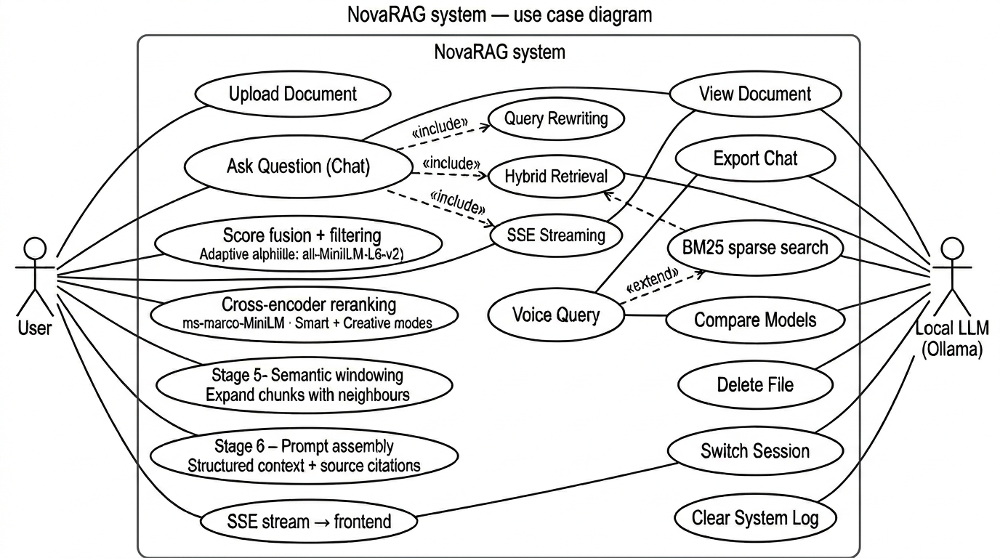 NovaRAG system — use case diagram
NovaRAG system
Upload Document
View Document
«include»
Query Rewriting
Ask Question (Chat)
«include»
Hybrid Retrieval
Export Chat
«include»
SSE Streaming
Score fusion + filtering
Adaptive alphiille: all-MiniILM-L6-v2)
BM25 sparse search
«extend»
Cross-encoder reranking
ms-marco-MiniLM · Smart + Creative modes
Voice Query
Compare Models
User
Local LLM
(Ollama)
Stage 5- Semantic windowing
Expand chunks with neighbours
Delete File
Stage 6 – Prompt assembly
Structured context + source citations
Switch Session
SSE stream → frontend
Clear System Log